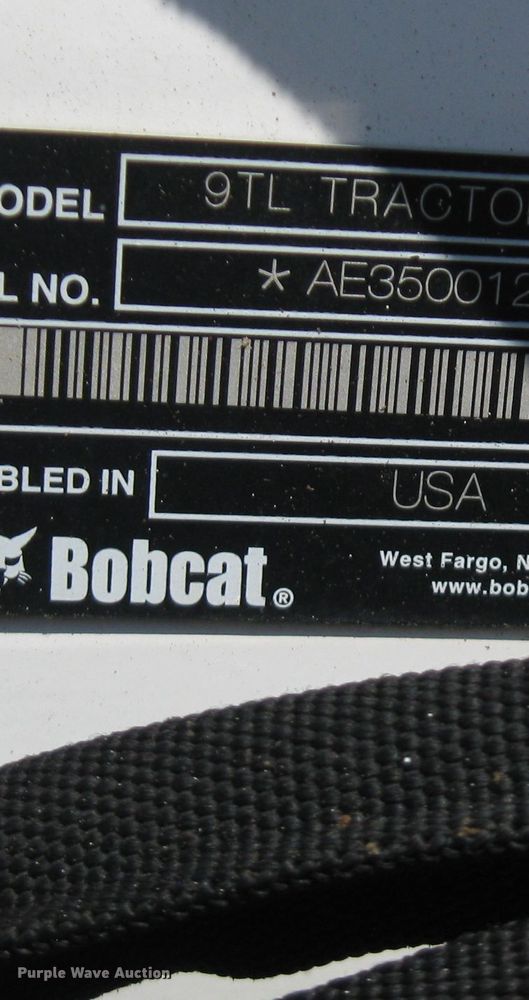 ODEL 9TL TRACTO
L NO. * AE350012
BLED IN USA
Bobcat®
West Fargo, N
www.bob
Purple Wave Auction